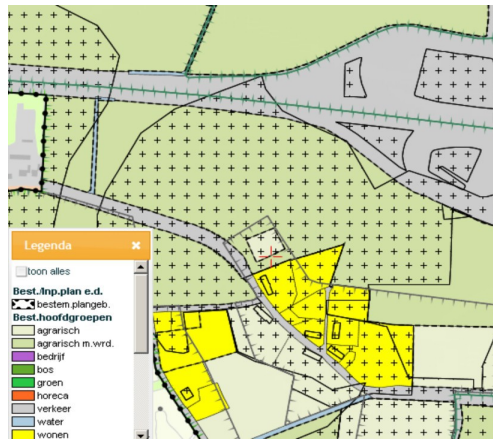 Legenda ×
toon alles
Best./Inp.plan e.d.
bestem.plangeb.
Best.hoofdgroepen
agrarisch
agrarisch m.wrd.
bedrijf
bos
groen
horeca
verkeer
water
wonen